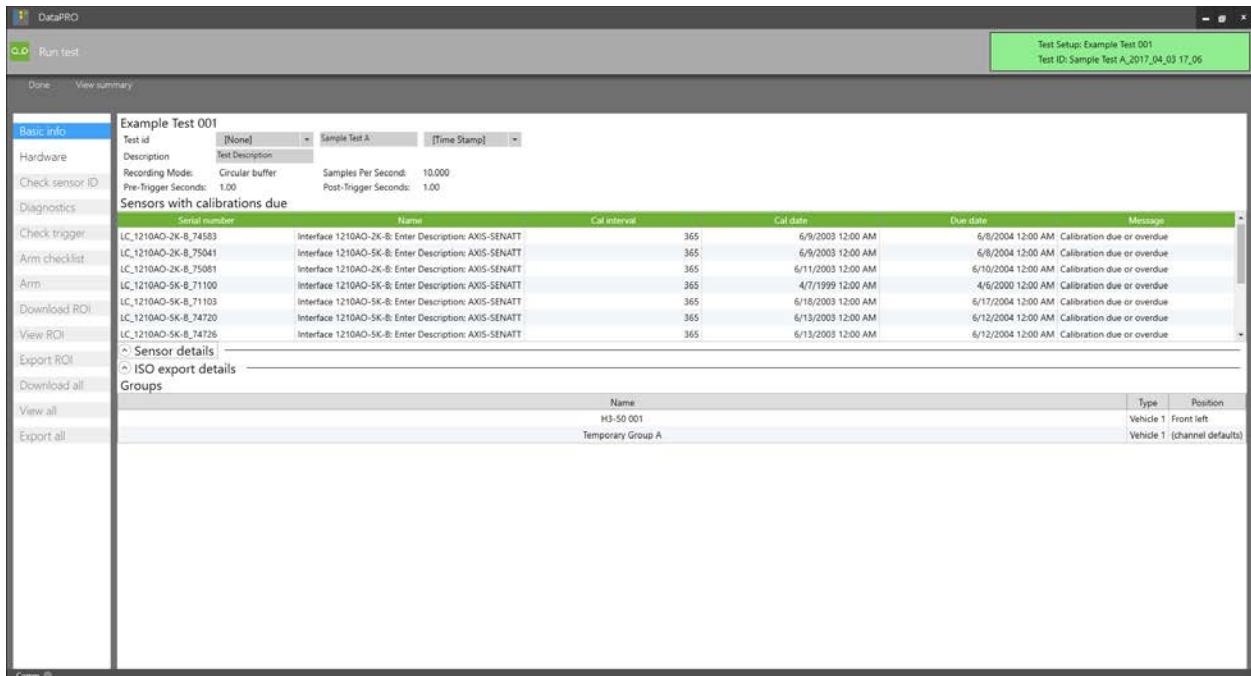 DataPRO
Run test
Test Setup: Example Test 001
Test ID: Sample Test A_2017_04_03 17_06
Done View summary
Basic info
Hardware
Check sensor ID
Diagnostics
Check trigger
Arm checklist
Arm
Download ROI
View ROI
Export ROI
Download all
View all
Export all
Example Test 001
Test id [None] Sample Test A [Time Stamp]
Description Test Description
Recording Mode: Circular buffer Samples Per Second: 10.000
Pre-Trigger Seconds: 1.00 Post-Trigger Seconds: 1.00
Sensors with calibrations due
Serial number Name Cal interval Cal date Due date Message
LC_1210AO-2K-B_74583 Interface 1210AO-2K-B: Enter Description: AXIS-SENATT 365 6/9/2003 12:00 AM 6/8/2004 12:00 AM Calibration due or overdue
LC_1210AO-2K-B_75041 Interface 1210AO-5K-B: Enter Description: AXIS-SENATT 365 6/9/2003 12:00 AM 6/8/2004 12:00 AM Calibration due or overdue
LC_1210AO-2K-B_75081 Interface 1210AO-2K-B: Enter Description: AXIS-SENATT 365 6/11/2003 12:00 AM 6/10/2004 12:00 AM Calibration due or overdue
LC_1210AO-5K-B_71100 Interface 1210AO-5K-B: Enter Description: AXIS-SENATT 365 4/7/1999 12:00 AM 4/6/2000 12:00 AM Calibration due or overdue
LC_1210AO-5K-B_71103 Interface 1210AO-5K-B: Enter Description: AXIS-SENATT 365 6/18/2003 12:00 AM 6/17/2004 12:00 AM Calibration due or overdue
LC_1210AO-5K-B_74720 Interface 1210AO-5K-B: Enter Description: AXIS-SENATT 365 6/13/2003 12:00 AM 6/12/2004 12:00 AM Calibration due or overdue
LC_1210AO-5K-B_74726 Interface 1210AO-5K-B: Enter Description: AXIS-SENATT 365 6/13/2003 12:00 AM 6/12/2004 12:00 AM Calibration due or overdue
Sensor details
ISO export details
Groups
Name Type Position
H3-50 001 Vehicle 1 Front left
Temporary Group A Vehicle 1 (channel defaults)